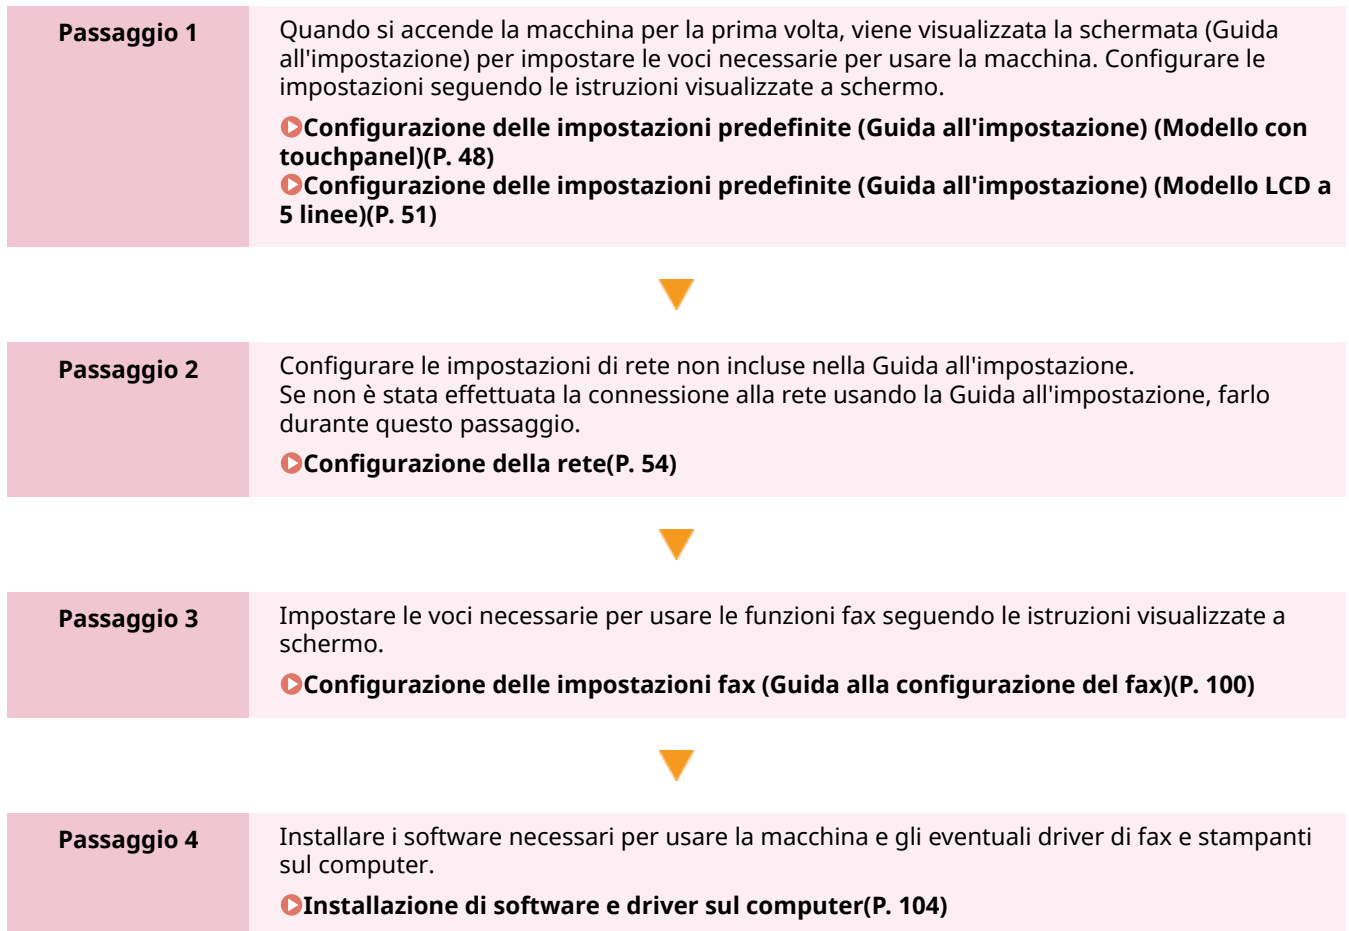 Passaggio 1
Quando si accende la macchina per la prima volta, viene visualizzata la schermata (Guida
all'impostazione) per impostare le voci necessarie per usare la macchina. Configurare le
impostazioni seguendo le istruzioni visualizzate a schermo.
Configurazione delle impostazioni predefinite (Guida all'impostazione) (Modello con
touchpanel)(P. 48)
Configurazione delle impostazioni predefinite (Guida all'impostazione) (Modello LCD a
5 linee)(P. 51)
Passaggio 2
Configurare le impostazioni di rete non incluse nella Guida all'impostazione.
Se non è stata effettuata la connessione alla rete usando la Guida all'impostazione, farlo
durante questo passaggio.
Configurazione della rete(P. 54)
Passaggio 3
Impostare le voci necessarie per usare le funzioni fax seguendo le istruzioni visualizzate a
schermo.
Configurazione delle impostazioni fax (Guida alla configurazione del fax)(P. 100)
Passaggio 4
Installare i software necessari per usare la macchina e gli eventuali driver di fax e stampanti
sul computer.
Installazione di software e driver sul computer(P. 104)